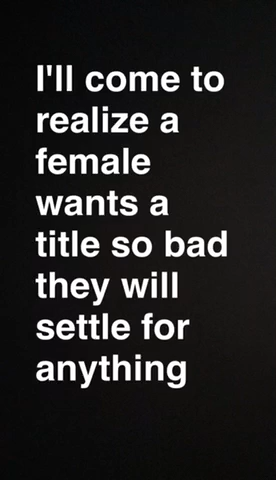 I'll come to
realize a
female
wants a
title so bad
they will
settle for
anything